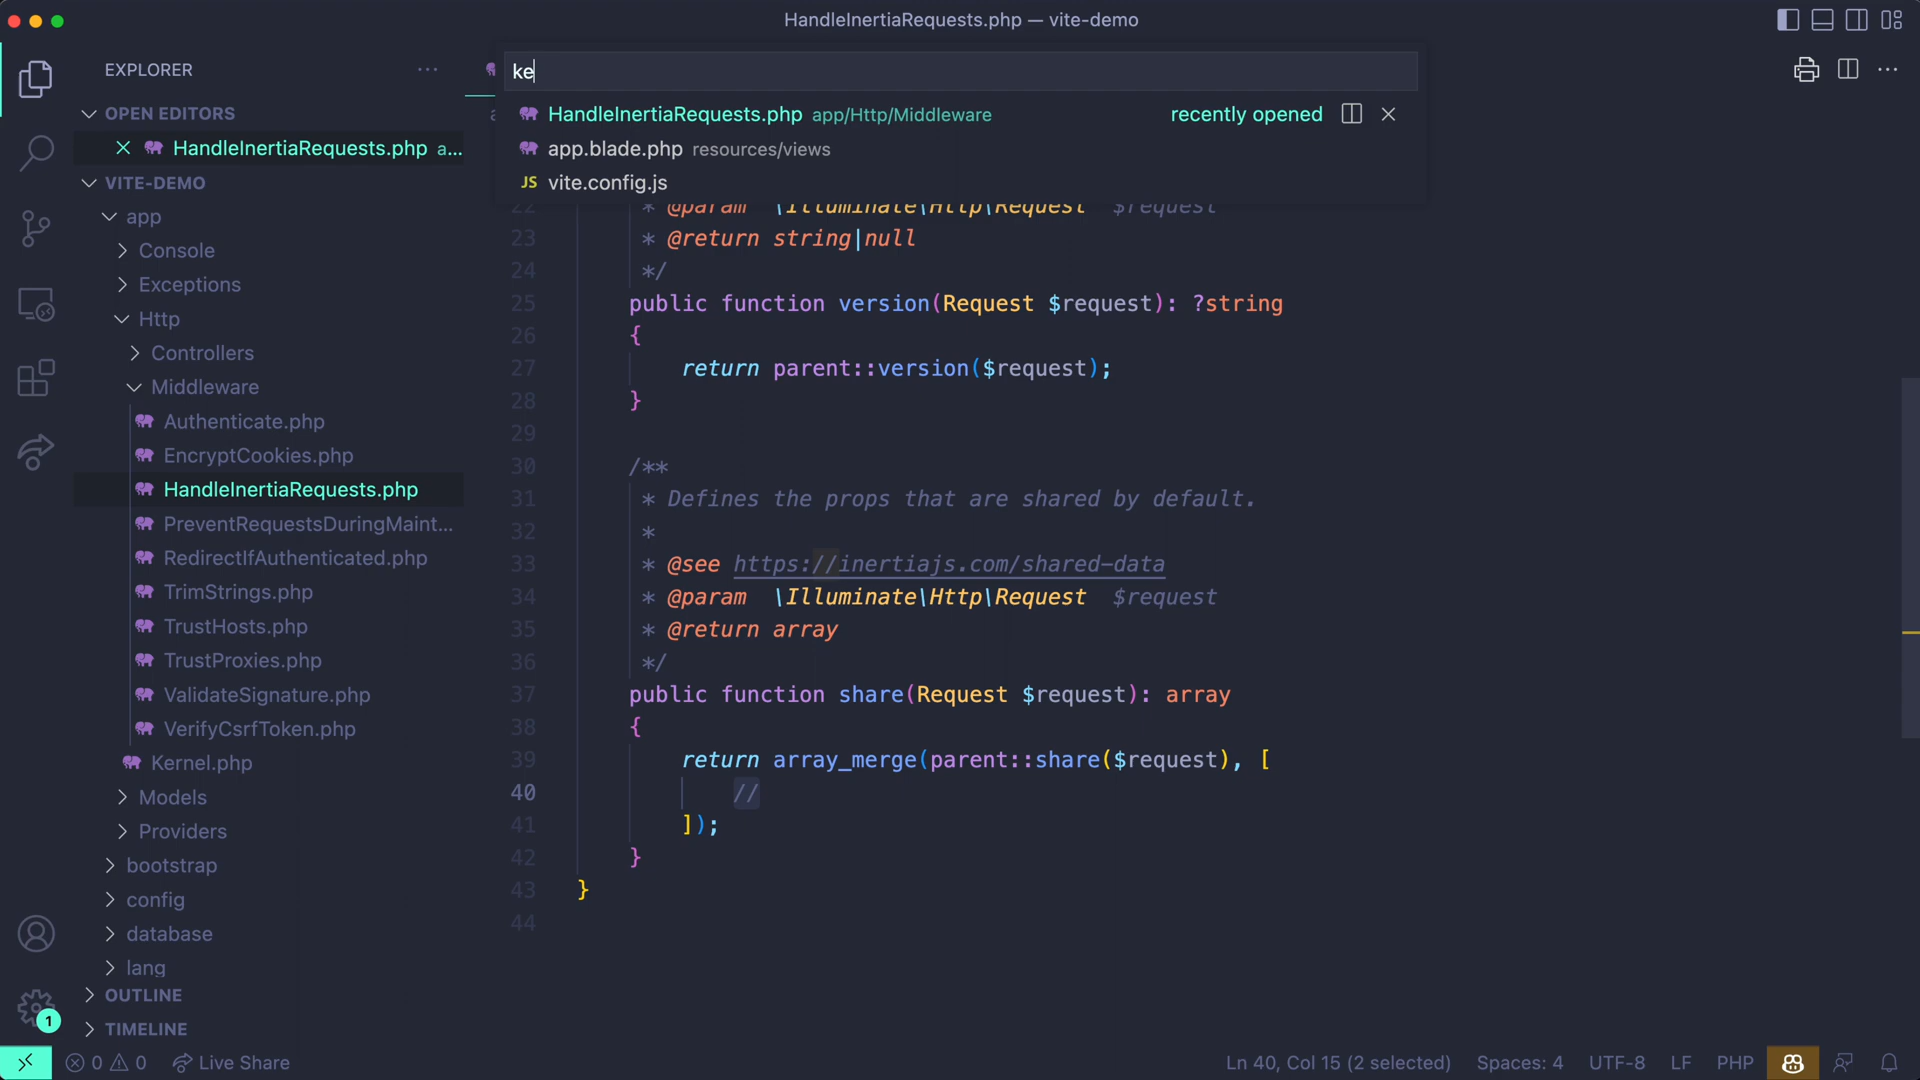 HandleInertiaRequests.php — vite-demo
EXPLORER
ke
OPEN EDITORS
HandleInertiaRequests.php a...
HandleInertiaRequests.php app/Http/Middleware recently opened
app.blade.php resources/views
JS vite.config.js
VITE-DEMO
app
Console
Exceptions
Http
Controllers
Middleware
Authenticate.php
EncryptCookies.php
HandleInertiaRequests.php
PreventRequestsDuringMaint...
RedirectIfAuthenticated.php
TrimStrings.php
TrustHosts.php
TrustProxies.php
ValidateSignature.php
VerifyCsrfToken.php
Kernel.php
Models
Providers
bootstrap
config
database
lang
OUTLINE
TIMELINE
22 * @param \Illuminate\Http\Request $request
23 * @return string|null
24 */
25 public function version(Request $request): ?string
26 {
27 return parent::version($request);
28 }
29
30 /**
31 * Defines the props that are shared by default.
32 *
33 * @see https://inertiajs.com/shared-data
34 * @param \Illuminate\Http\Request $request
35 * @return array
36 */
37 public function share(Request $request): array
38 {
39 return array_merge(parent::share($request), [
40 //
41 ]);
42 }
43 }
44
1
0 0 Live Share
Ln 40, Col 15 (2 selected) Spaces: 4 UTF-8 LF PHP